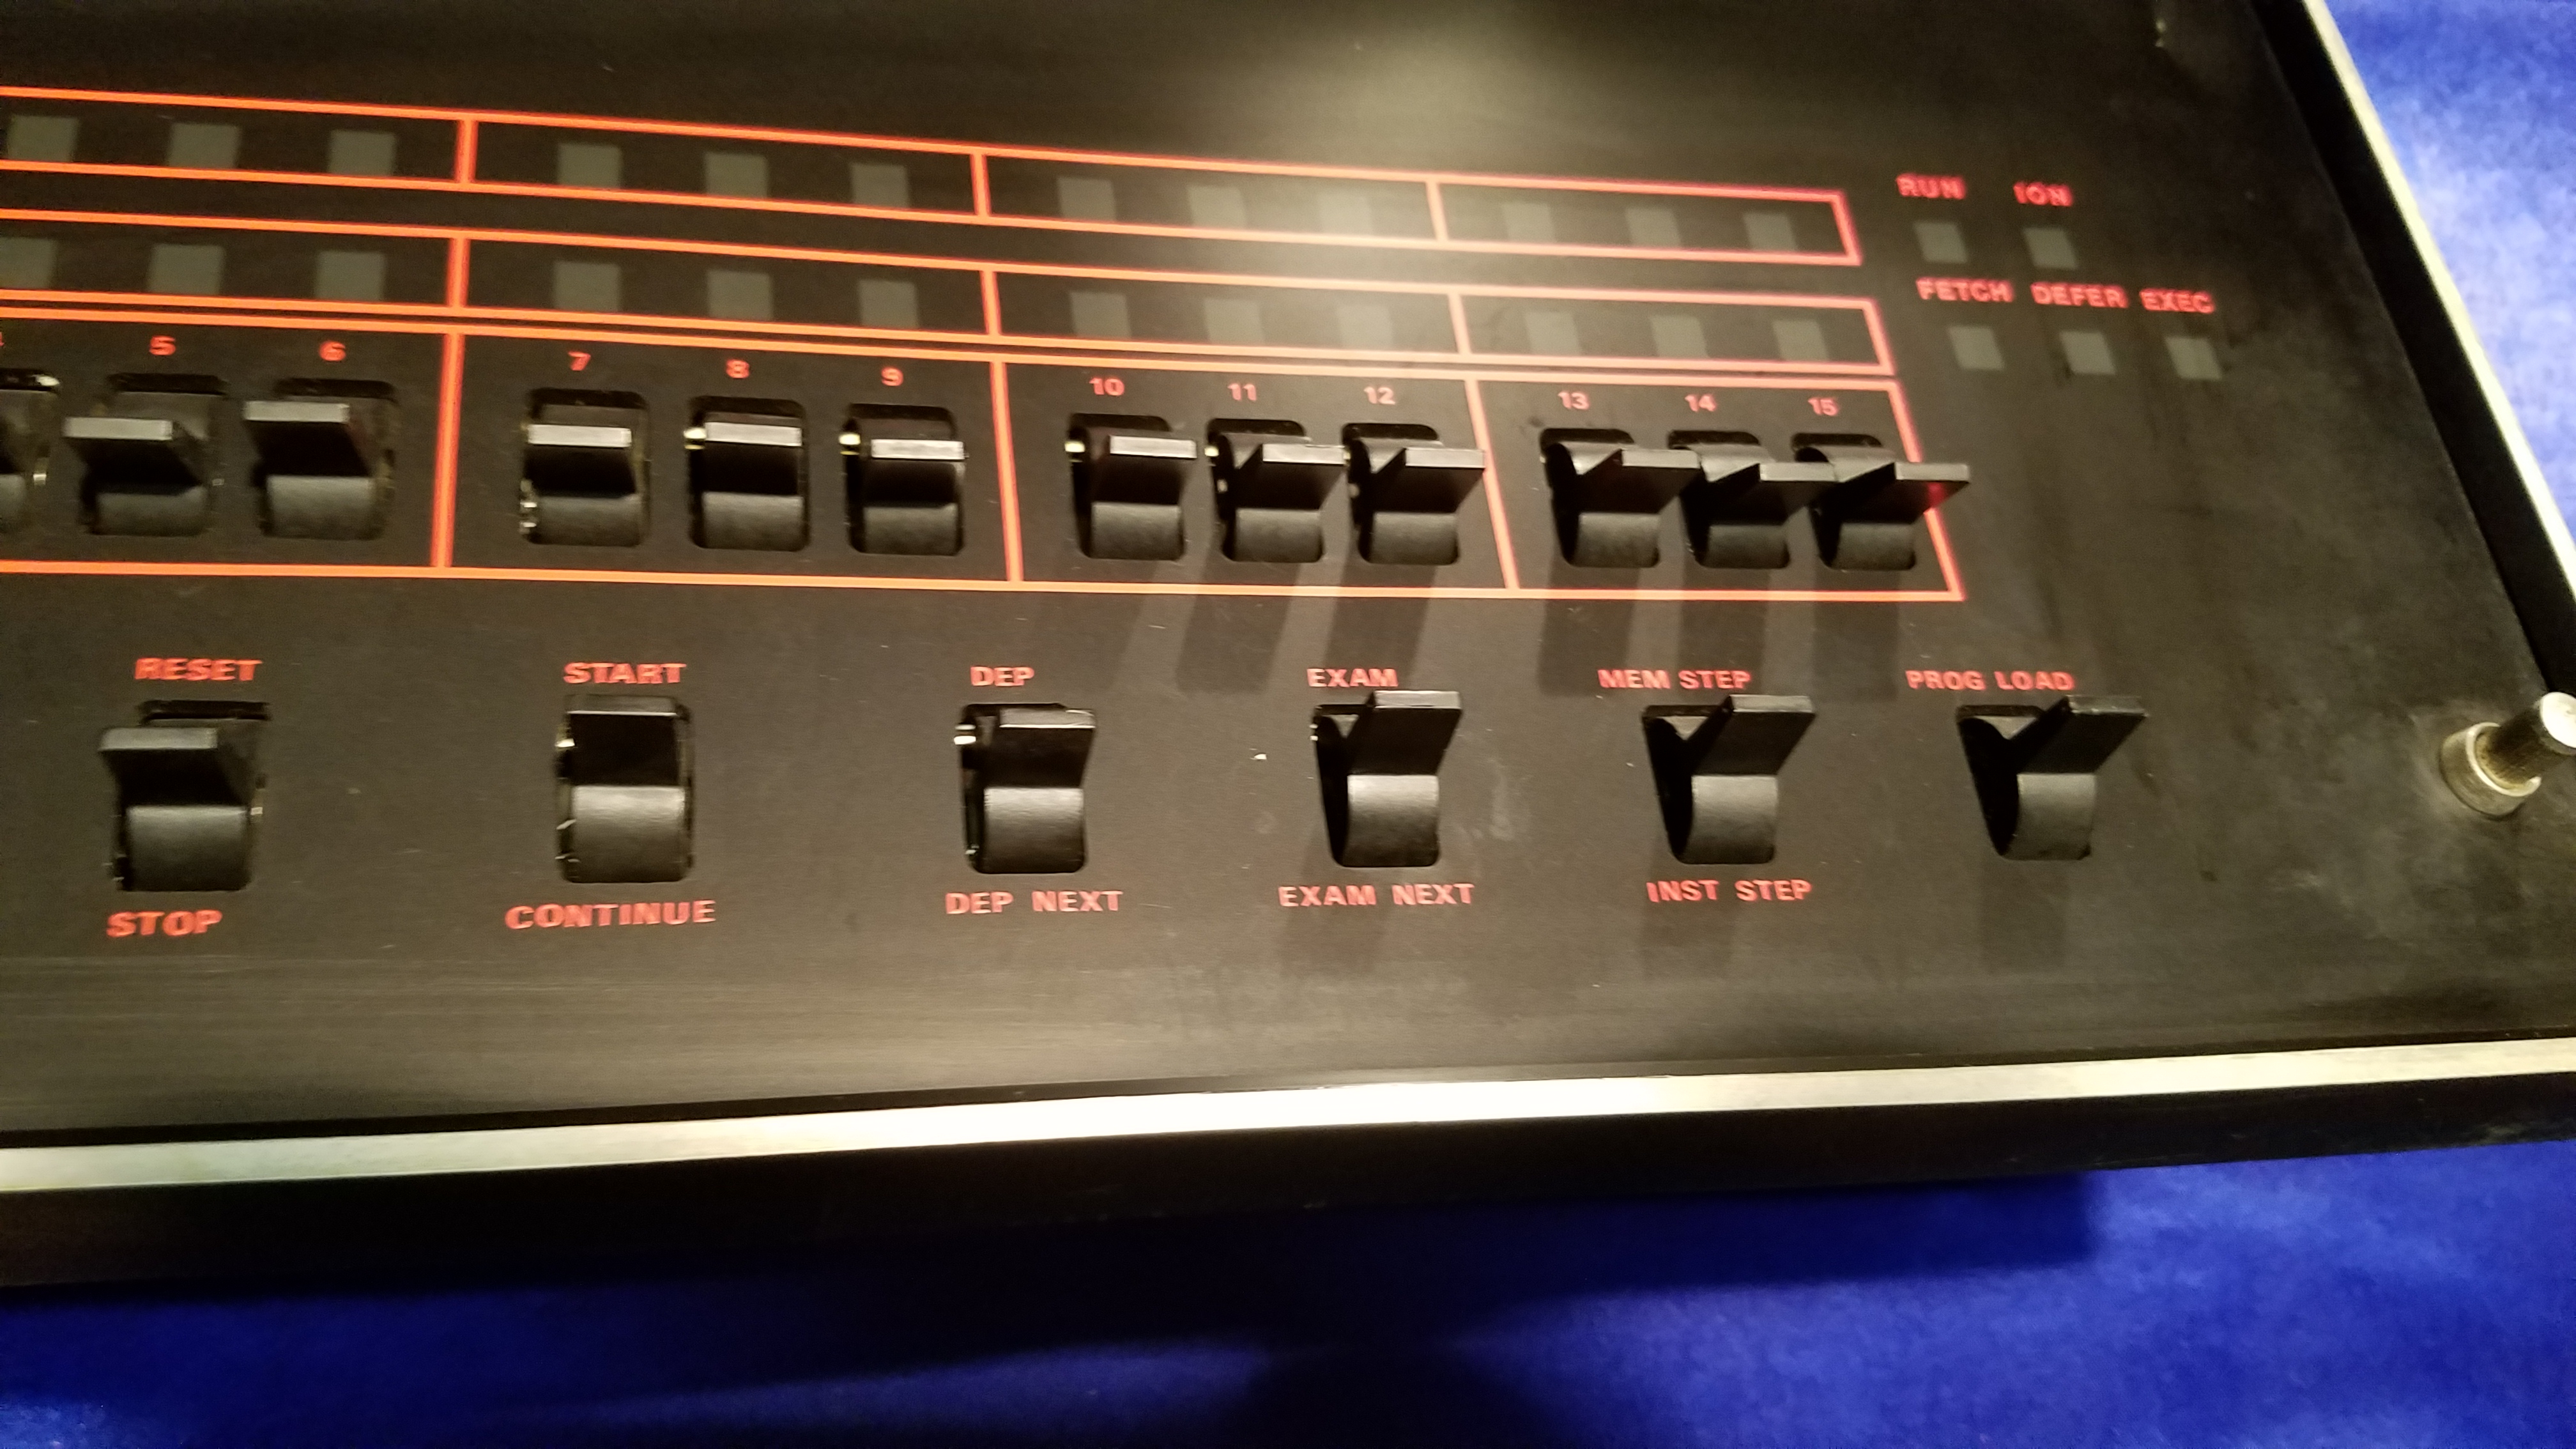 RUN ION
FETCH DEFER EXEC
5 6 7 8 9 10 11 12 13 14 15
RESET START DEP EXAM MEM STEP PROG LOAD
STOP CONTINUE DEP NEXT EXAM NEXT INST STEP